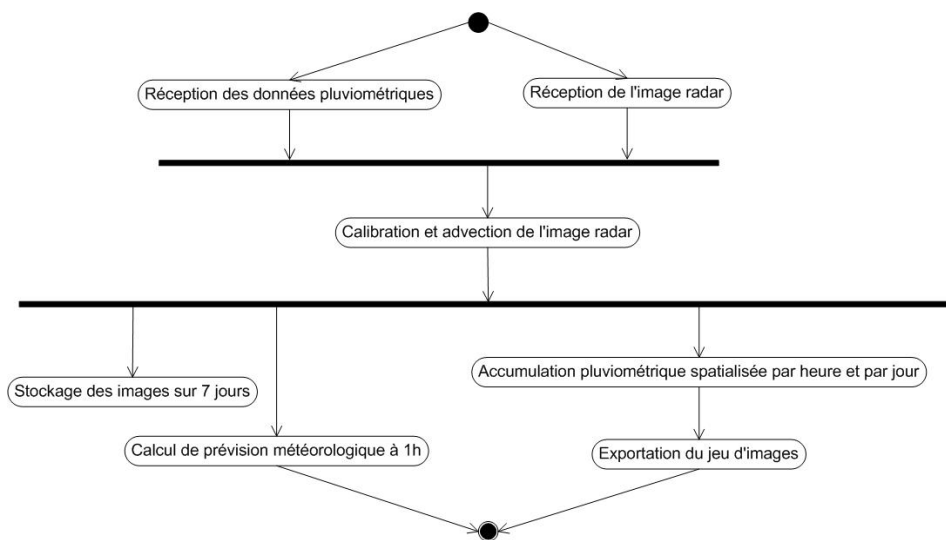 Réception des données pluviométriques
Réception de l'image radar
Calibration et advection de l'image radar
Stockage des images sur 7 jours
Accumulation pluviométrique spatialisée par heure et par jour
Calcul de prévision météorologique à 1h
Exportation du jeu d'images